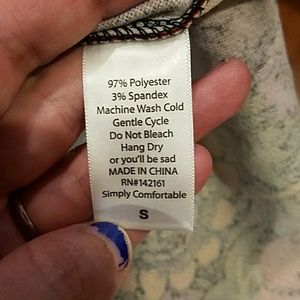 97% Polyester
3% Spandex
Machine Wash Cold
Gentle Cycle
Do Not Bleach
Hang Dry
or you'll be sad
MADE IN CHINA
RN#142161
Simply Comfortable
S